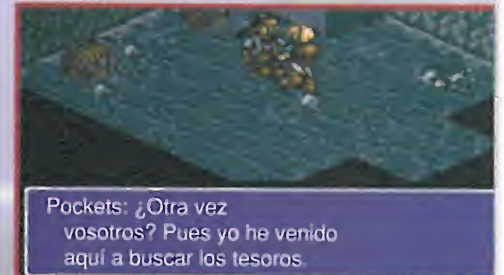 Pockets: ¿Otra vez
vosotros? Pues yo he venido
aquí a buscar los tesoros.